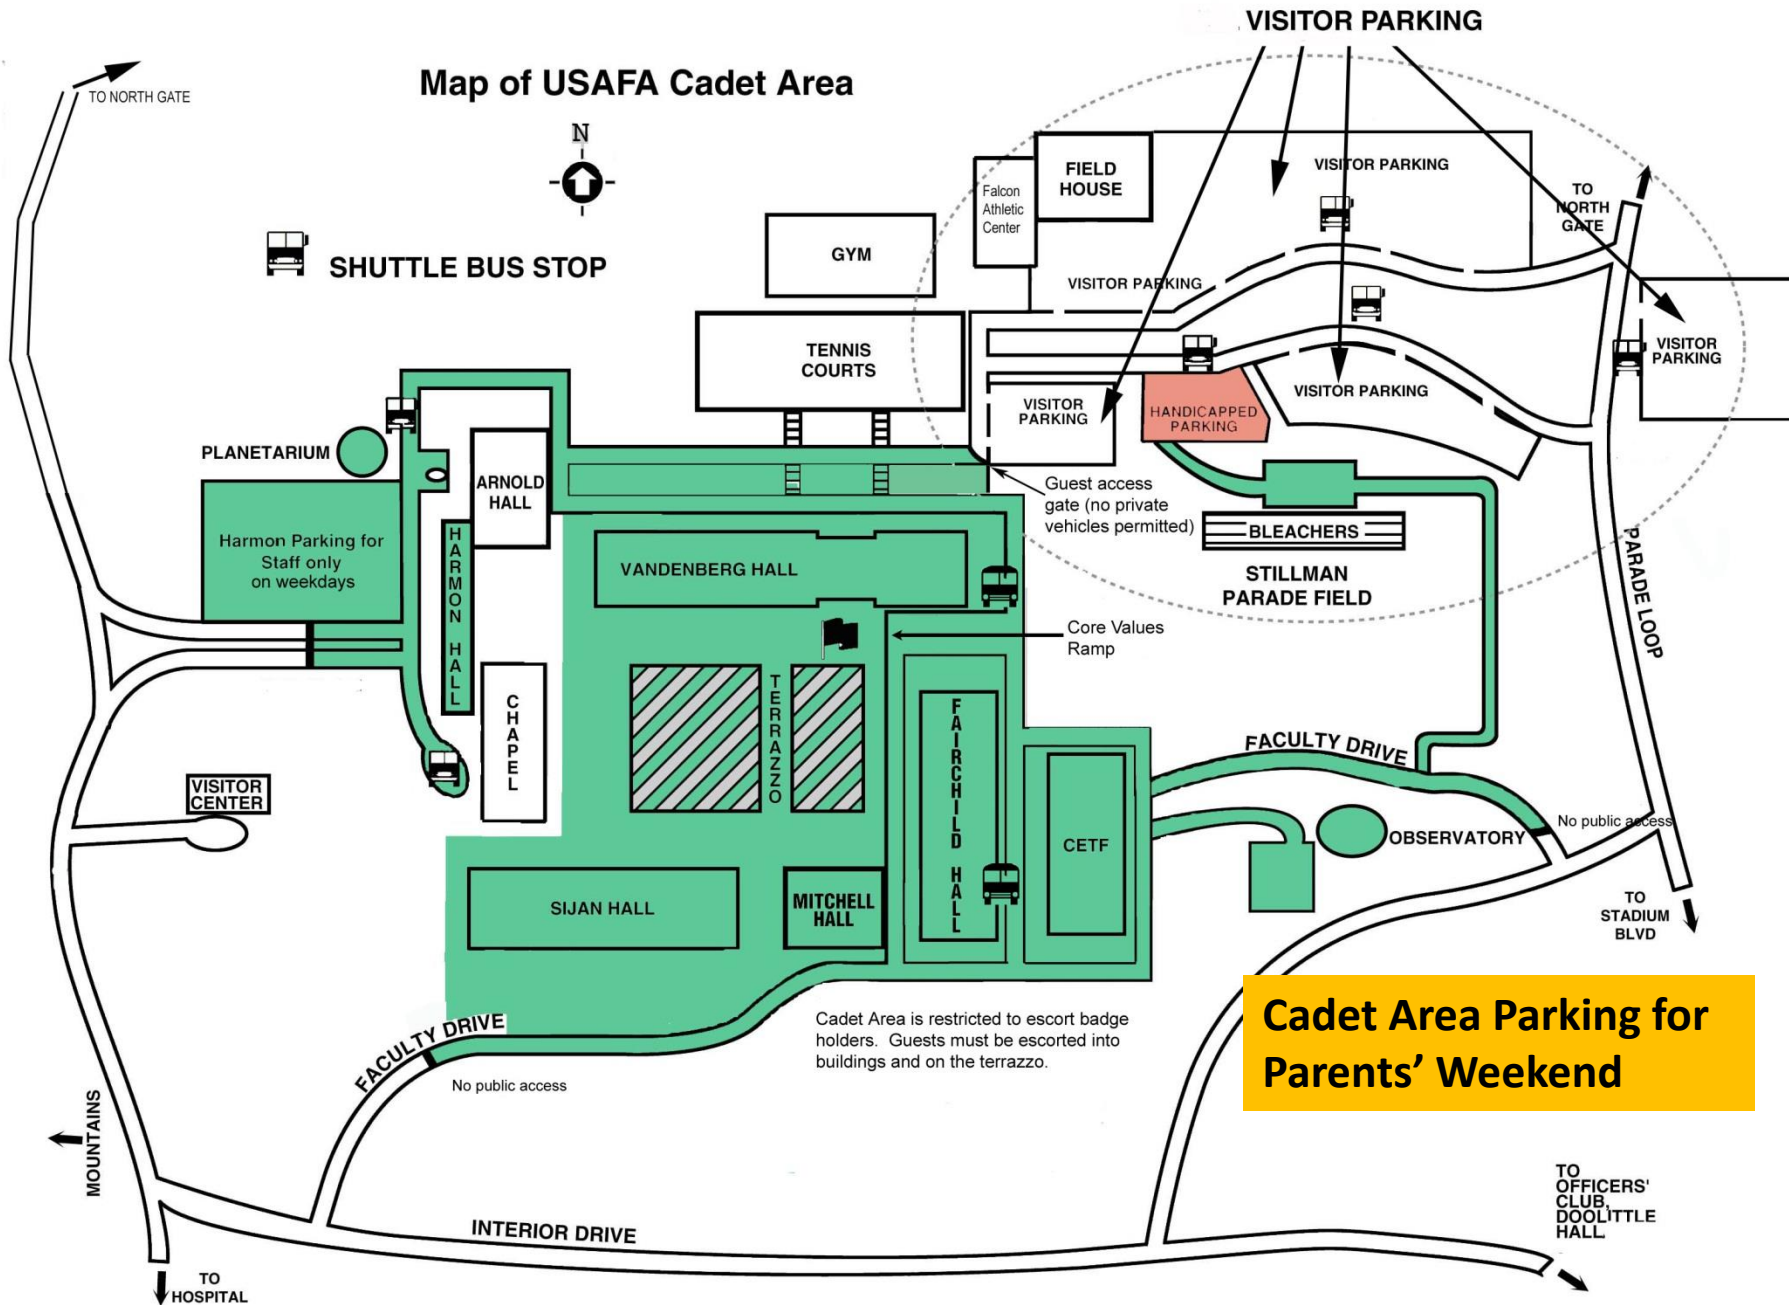 VISITOR PARKING
Map of USAFA Cadet Area
TO NORTH GATE
N
SHUTTLE BUS STOP
FIELD
HOUSE
Falcon
Athletic
Center
VISITOR PARKING
TO
NORTH
GATE
GYM
VISITOR PARKING
TENNIS
COURTS
VISITOR
PARKING
VISITOR PARKING
VISITOR
PARKING
HANDICAPPED
PARKING
PLANETARIUM
ARNOLD
HALL
Guest access
gate (no private
vehicles permitted)
Harmon Parking for
Staff only
on weekdays
HARMON HALL
VANDENBERG HALL
BLEACHERS
STILLMAN
PARADE FIELD
PARADE LOOP
Core Values
Ramp
CHAPEL
TERRAZZO
FAIRCHILD HALL
FACULTY DRIVE
VISITOR
CENTER
CETF
OBSERVATORY
No public access
SIJAN HALL
MITCHELL
HALL
TO
STADIUM
BLVD
FACULTY DRIVE
No public access
Cadet Area is restricted to escort badge
holders. Guests must be escorted into
buildings and on the terrazzo.
Cadet Area Parking for
Parents’ Weekend
MOUNTAINS
INTERIOR DRIVE
TO
OFFICERS'
CLUB,
DOOLITTLE
HALL
TO
HOSPITAL